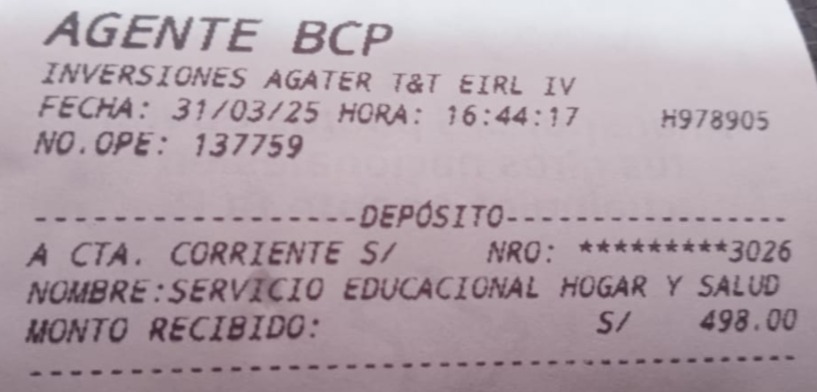 AGENTE BCP
INVERSIONES AGATER T&T EIRL IV
FECHA: 31/03/25 HORA: 16:44:17 H978905
NO.OPE: 137759
------------------DEPÓSITO----------------
A CTA. CORRIENTE S/ NRO: *********3026
NOMBRE:SERVICIO EDUCACIONAL HOGAR Y SALUD
MONTO RECIBIDO: S/ 498.00
------------------------------------------